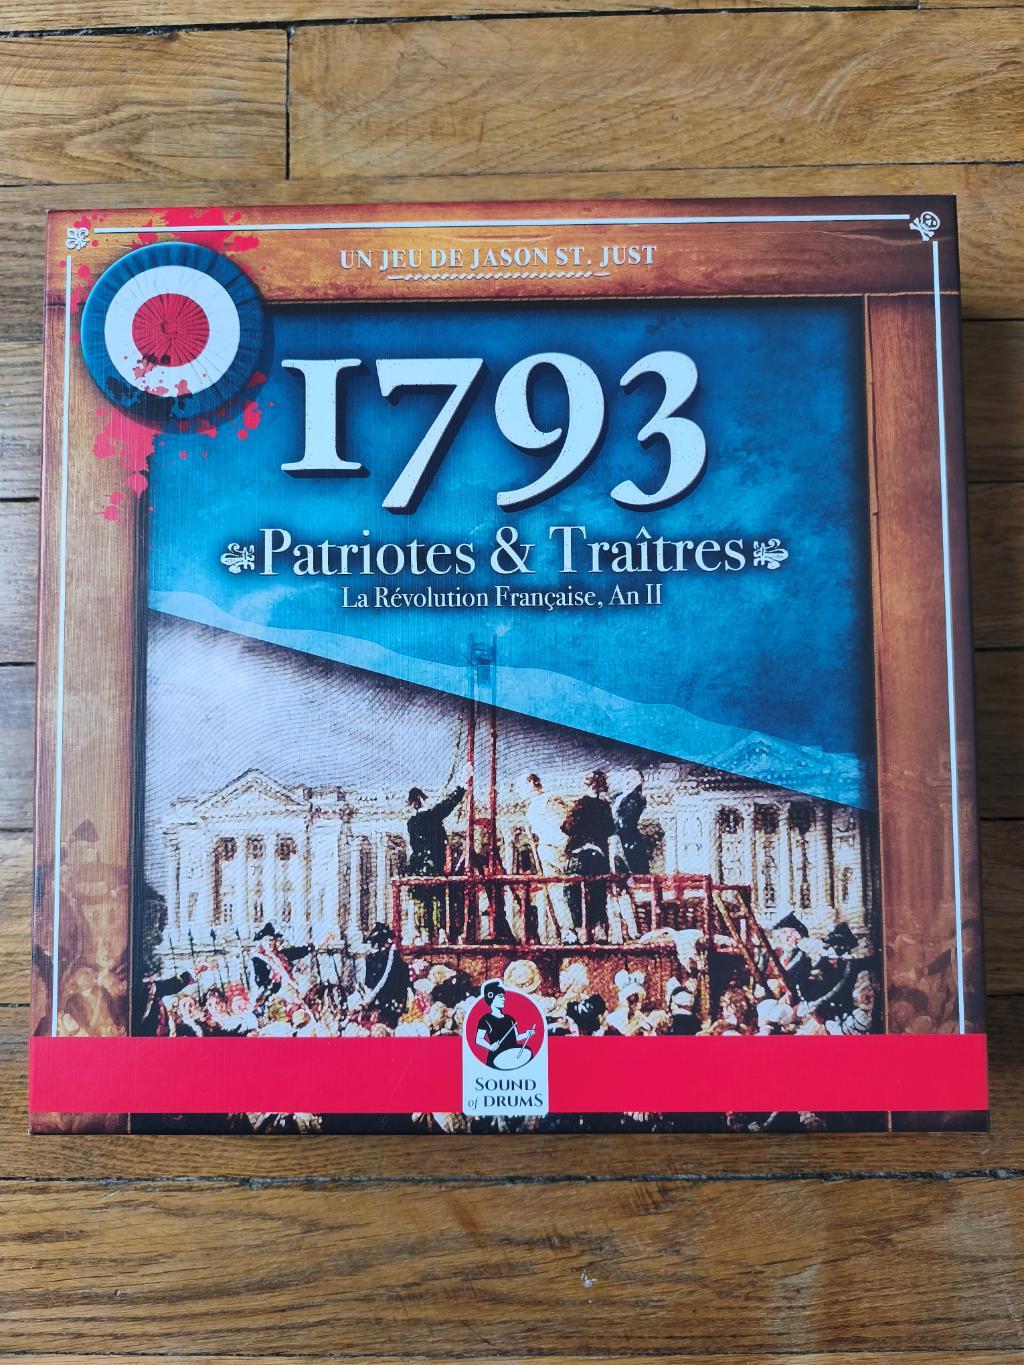 UN JEU DE JASON ST. JUST
1793
Patriotes & Traîtres
La Révolution Française, An II
SOUND
of DRUMS